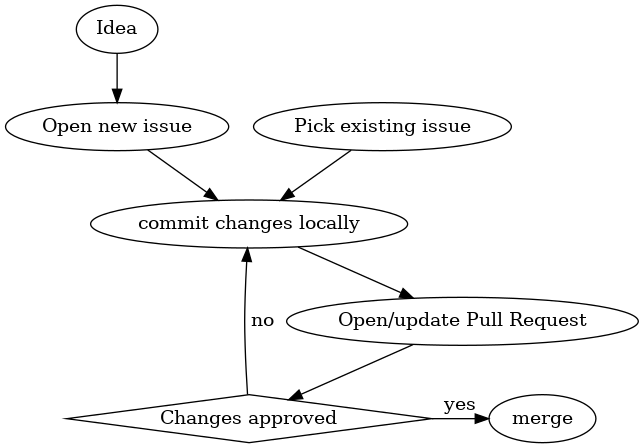 Idea
Open new issue
Pick existing issue
commit changes locally
no
Open/update Pull Request
Changes approved
yes
merge